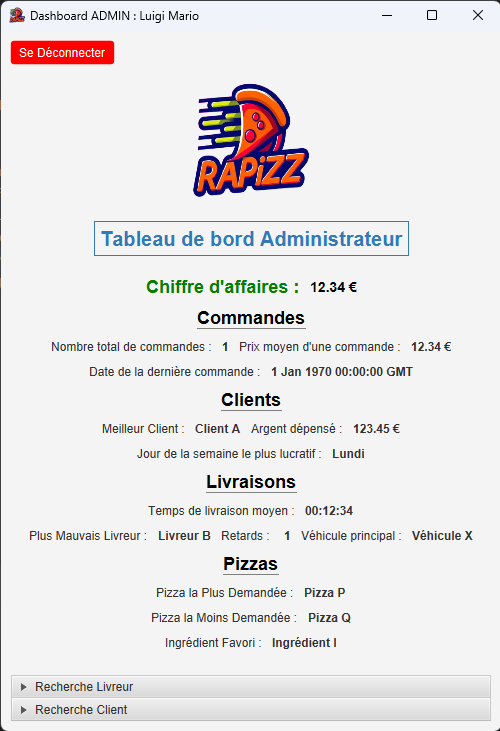 Dashboard ADMIN : Luigi Mario
Se Déconnecter
RAPiZZ
Tableau de bord Administrateur
Chiffre d'affaires : 12.34 €
Commandes
Nombre total de commandes : 1 Prix moyen d'une commande : 12.34 €
Date de la dernière commande : 1 Jan 1970 00:00:00 GMT
Clients
Meilleur Client : Client A Argent dépensé : 123.45 €
Jour de la semaine le plus lucratif : Lundi
Livraisons
Temps de livraison moyen : 00:12:34
Plus Mauvais Livreur : Livreur B Retards : 1 Véhicule principal : Véhicule X
Pizzas
Pizza la Plus Demandée : Pizza P
Pizza la Moins Demandée : Pizza Q
Ingrédient Favori : Ingrédient I
Recherche Livreur
Recherche Client